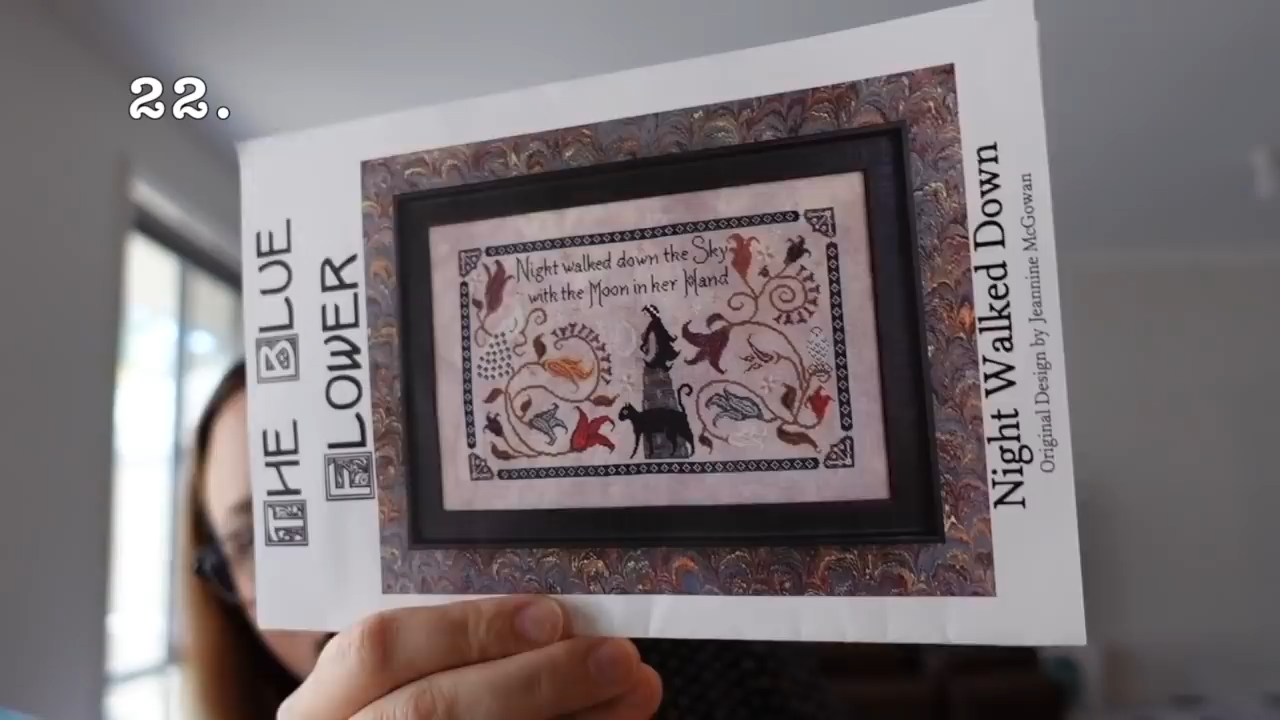 22.
THE BLUE
FLOWER
Night walked down the Sky
with the Moon in her Hand
Night Walked Down
Original Design by Jeannine McGowan